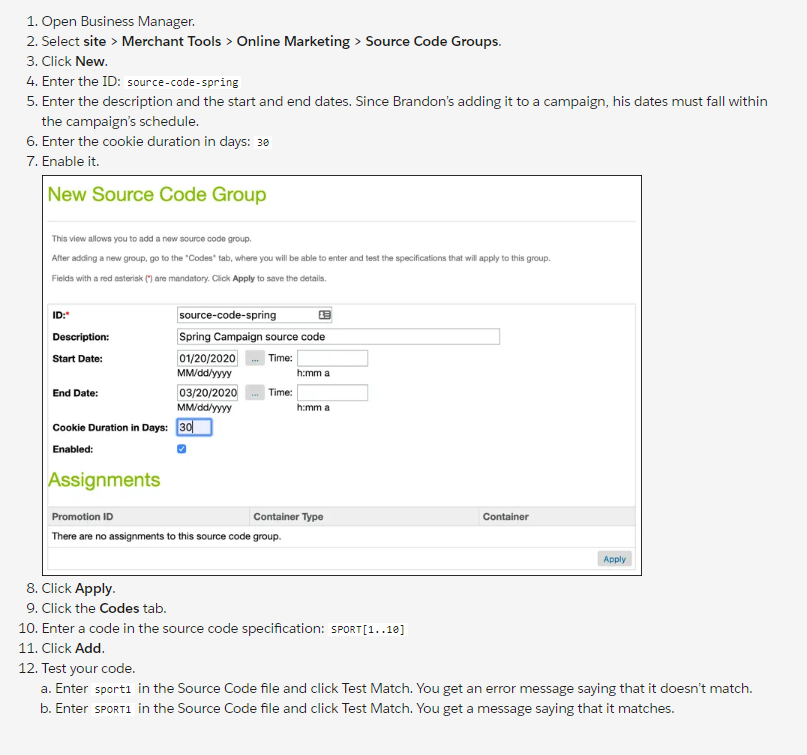 1. Open Business Manager.
2. Select site > Merchant Tools > Online Marketing > Source Code Groups.
3. Click New.
4. Enter the ID: source-code-spring
5. Enter the description and the start and end dates. Since Brandon's adding it to a campaign, his dates must fall within
the campaign's schedule.
6. Enter the cookie duration in days: 30
7. Enable it.
New Source Code Group
This view allows you to add a new source code group.
After adding a new group, go to the "Codes" tab, where you will be able to enter and test the specifications that will apply to this group.
Fields with a red asterisk (*) are mandatory. Click Apply to save the details.
ID:* source-code-spring
Description: Spring Campaign source code
Start Date: 01/20/2020 ... Time:
MM/dd/yyyy h:mm a
End Date: 03/20/2020 ... Time:
MM/dd/yyyy h:mm a
Cookie Duration in Days: 30
Enabled:
Assignments
Promotion ID Container Type Container
There are no assignments to this source code group.
Apply
8. Click Apply.
9. Click the Codes tab.
10. Enter a code in the source code specification: SPORT[1..10]
11. Click Add.
12. Test your code.
a. Enter sport1 in the Source Code file and click Test Match. You get an error message saying that it doesn't match.
b. Enter SPORT1 in the Source Code file and click Test Match. You get a message saying that it matches.